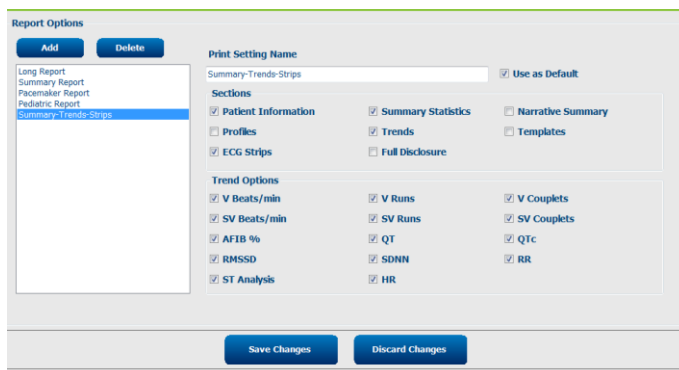 Report Options
Add Delete
Long Report
Summary Report
Pacemaker Report
Pediatric Report
Summary-Trends-Strips
Print Setting Name
Summary-Trends-Strips Use as Default
Sections
Patient Information Summary Statistics Narrative Summary
Profiles Trends Templates
ECG Strips Full Disclosure
Trend Options
V Beats/min V Runs V Couplets
SV Beats/min SV Runs SV Couplets
AFIB % QT QTc
RMSSD SDNN RR
ST Analysis HR
Save Changes Discard Changes